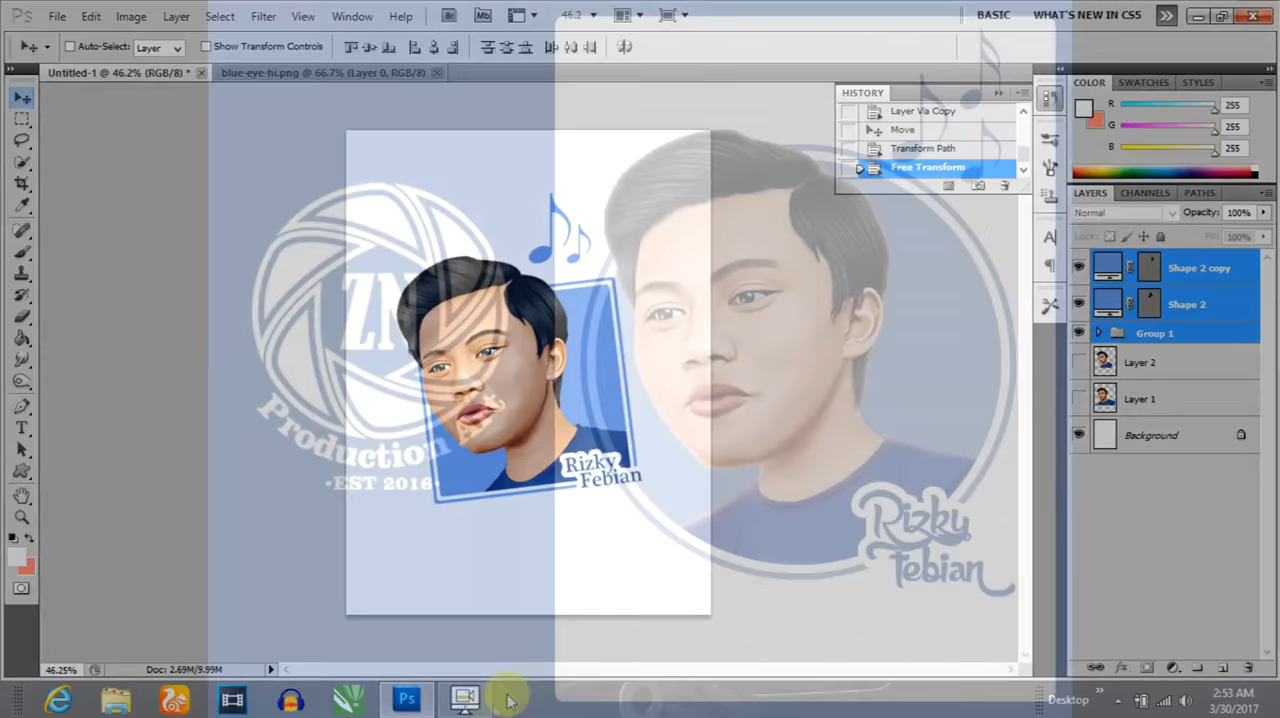 Ps File Edit Image Layer Select Filter View Window Help Br Mb 46.2 BASIC WHAT'S NEW IN CS5
Auto-Select: Layer Show Transform Controls
Untitled-1 @ 46.2% (RGB/8) * blue-eye-hi.png @ 66.7% (Layer 0, RGB/8)
HISTORY
Layer Via Copy
Move
Transform Path
Free Transform
COLOR SWATCHES STYLES
R 255
G 255
B 255
LAYERS CHANNELS PATHS
Normal Opacity: 100%
Lock: Fill: 100%
Shape 2 copy
Shape 2
Group 1
Layer 2
Layer 1
Background
ZN
Production
·EST 2016·
Rizky
Febian
Rizky
Febian
46.25% Doc: 2.69M/9.99M
Ps
Desktop
2:53 AM
3/30/2017